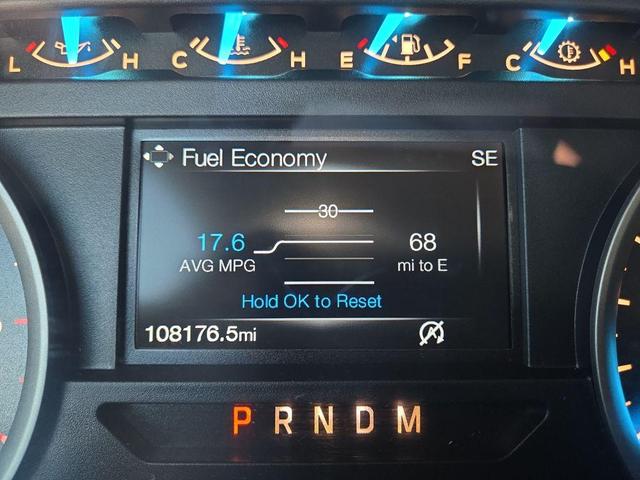 L H C H E F C H
Fuel Economy SE
30
17.6 68
AVG MPG mi to E
Hold OK to Reset
108176.5mi
P R N D M